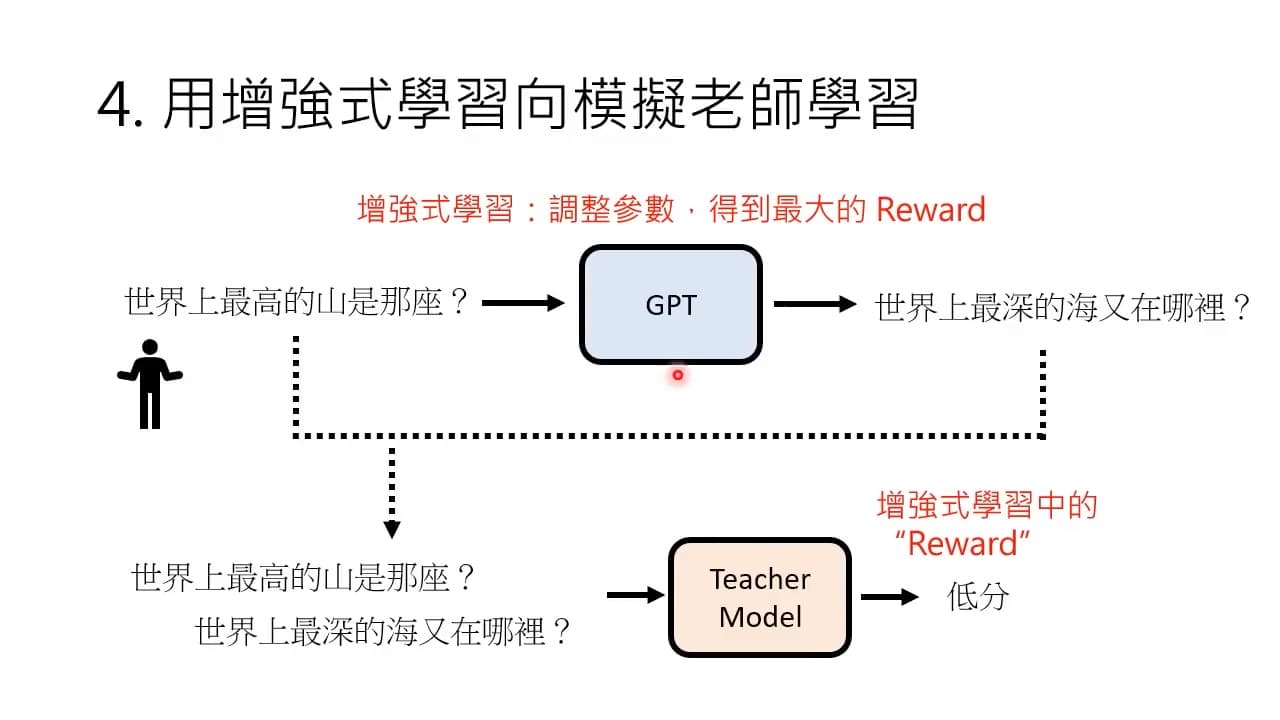 4. 用增強式學習向模擬老師學習
增強式學習：調整參數，得到最大的 Reward
世界上最高的山是那座？
GPT
世界上最深的海又在哪裡？
增強式學習中的
“Reward”
世界上最高的山是那座？
世界上最深的海又在哪裡？
Teacher
Model
低分